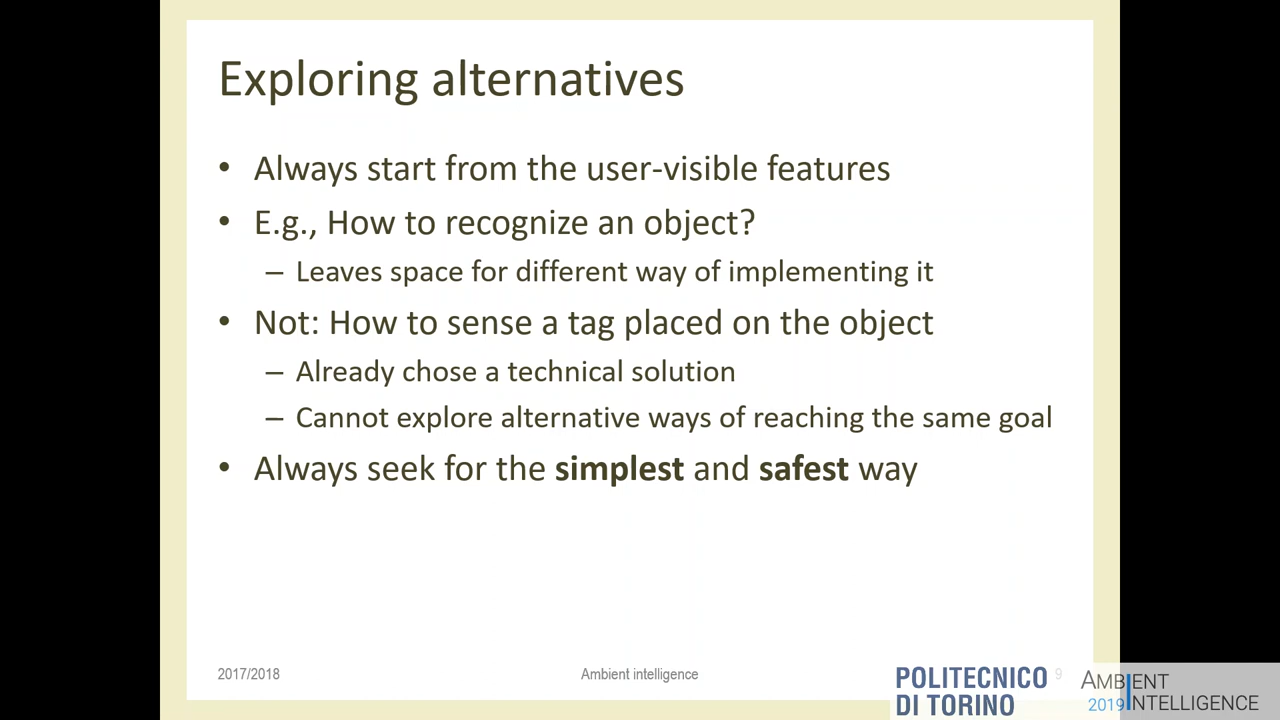 Exploring alternatives
• Always start from the user-visible features
• E.g., How to recognize an object?
– Leaves space for different way of implementing it
• Not: How to sense a tag placed on the object
– Already chose a technical solution
– Cannot explore alternative ways of reaching the same goal
• Always seek for the simplest and safest way
2017/2018
Ambient intelligence
9
POLITECNICO
DI TORINO
AMBIENT
2019 INTELLIGENCE